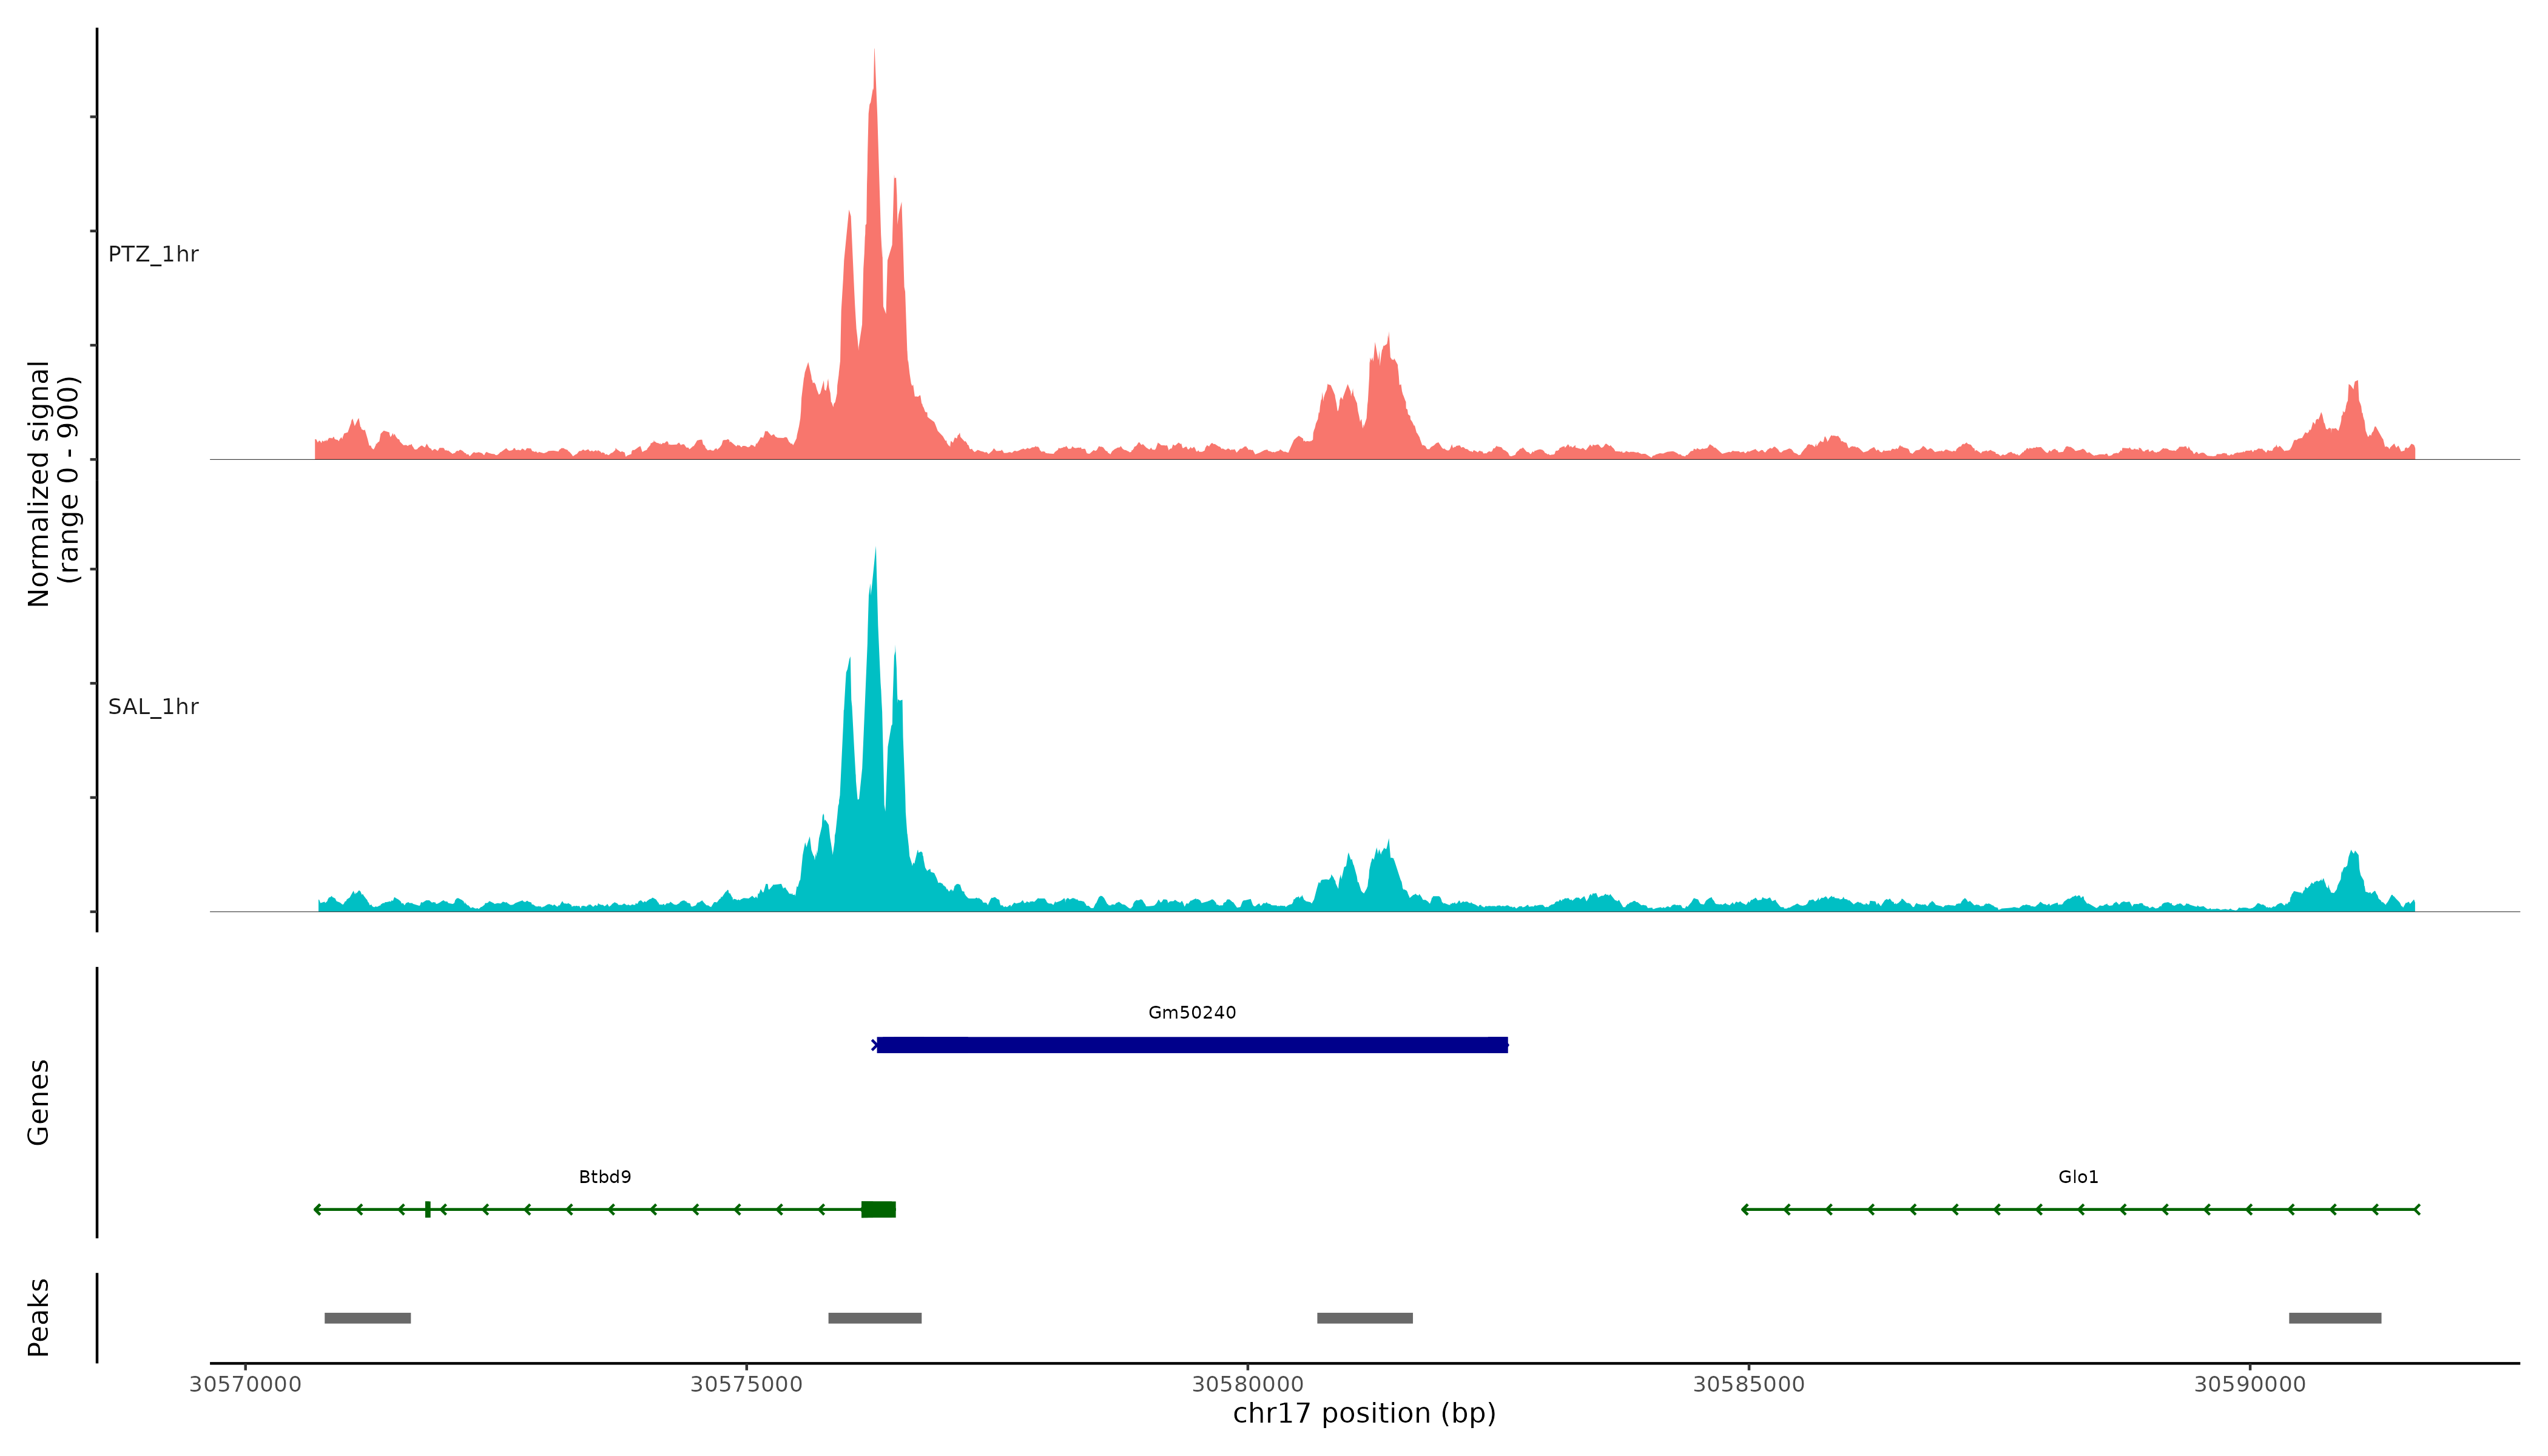 Normalized signal
(range 0 - 900)
PTZ_1hr
SAL_1hr
Genes
Gm50240
Btbd9
Glo1
Peaks
30570000 30575000 30580000 30585000 30590000
chr17 position (bp)